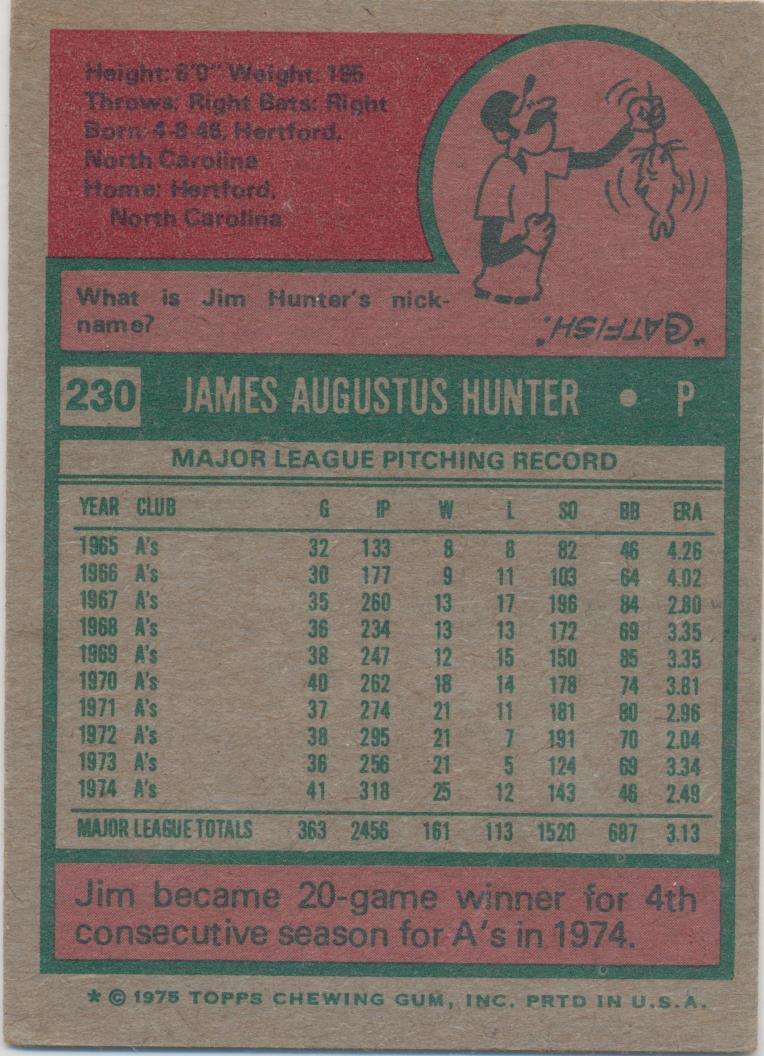 Height: 6'0" Weight: 195
Throws: Right Bats: Right
Born: 4-8-46, Hertford,
North Carolina
Home: Hertford,
North Carolina
What is Jim Hunter's nick-
name?
"CATFISH."
230 JAMES AUGUSTUS HUNTER • P
MAJOR LEAGUE PITCHING RECORD
YEAR CLUB G IP W L SO BB ERA
1965 A's 32 133 8 8 82 46 4.26
1966 A's 30 177 9 11 103 64 4.02
1967 A's 35 260 13 17 196 84 2.80
1968 A's 36 234 13 13 172 69 3.35
1969 A's 38 247 12 15 150 85 3.35
1970 A's 40 262 18 14 178 74 3.81
1971 A's 37 274 21 11 181 80 2.96
1972 A's 38 295 21 7 191 70 2.04
1973 A's 36 256 21 5 124 69 3.34
1974 A's 41 318 25 12 143 46 2.49
MAJOR LEAGUE TOTALS 363 2456 161 113 1520 687 3.13
Jim became 20-game winner for 4th
consecutive season for A's in 1974.
* © 1975 TOPPS CHEWING GUM, INC. PRTD IN U.S.A.